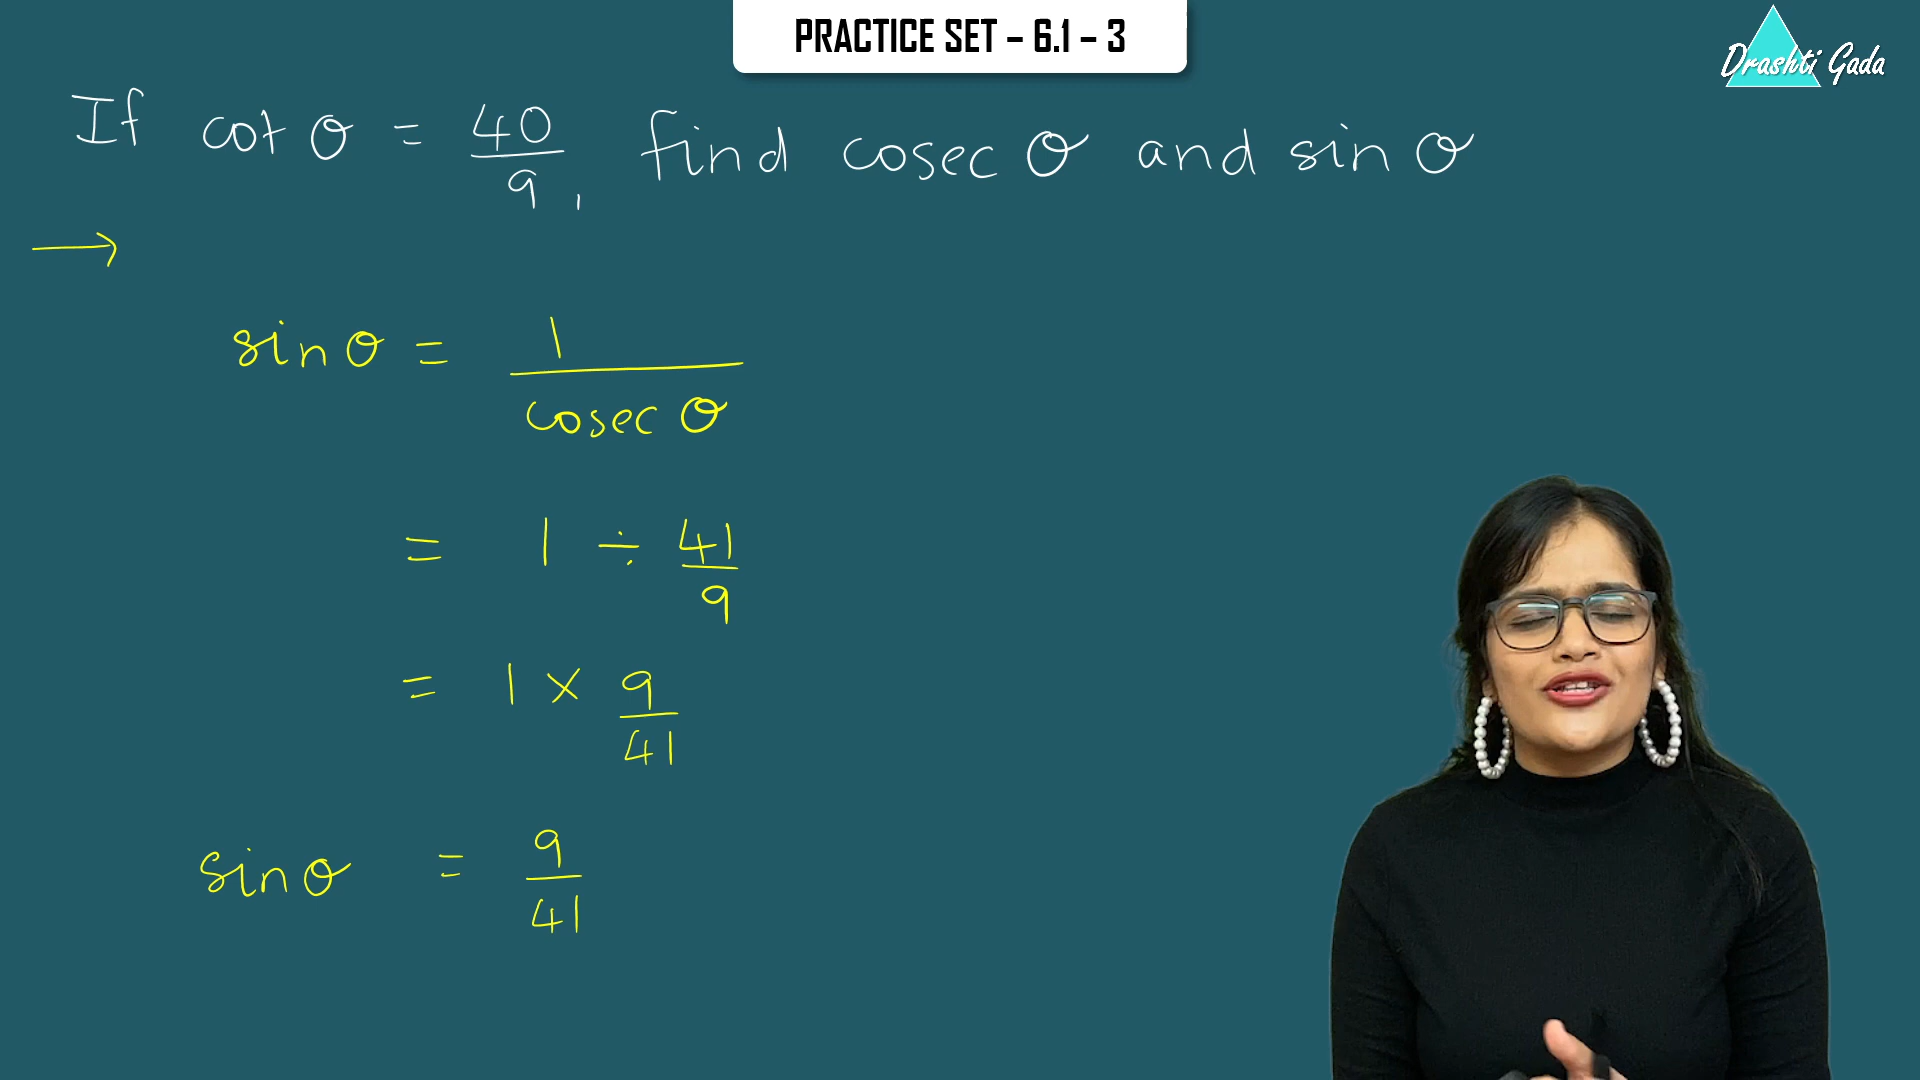 PRACTICE SET – 6.1 – 3
Drashti Gada
If cot θ = 40/9, find cosec θ and sin θ
→
sin θ = 1/cosec θ
= 1 ÷ 41/9
= 1 × 9/41
sin θ = 9/41